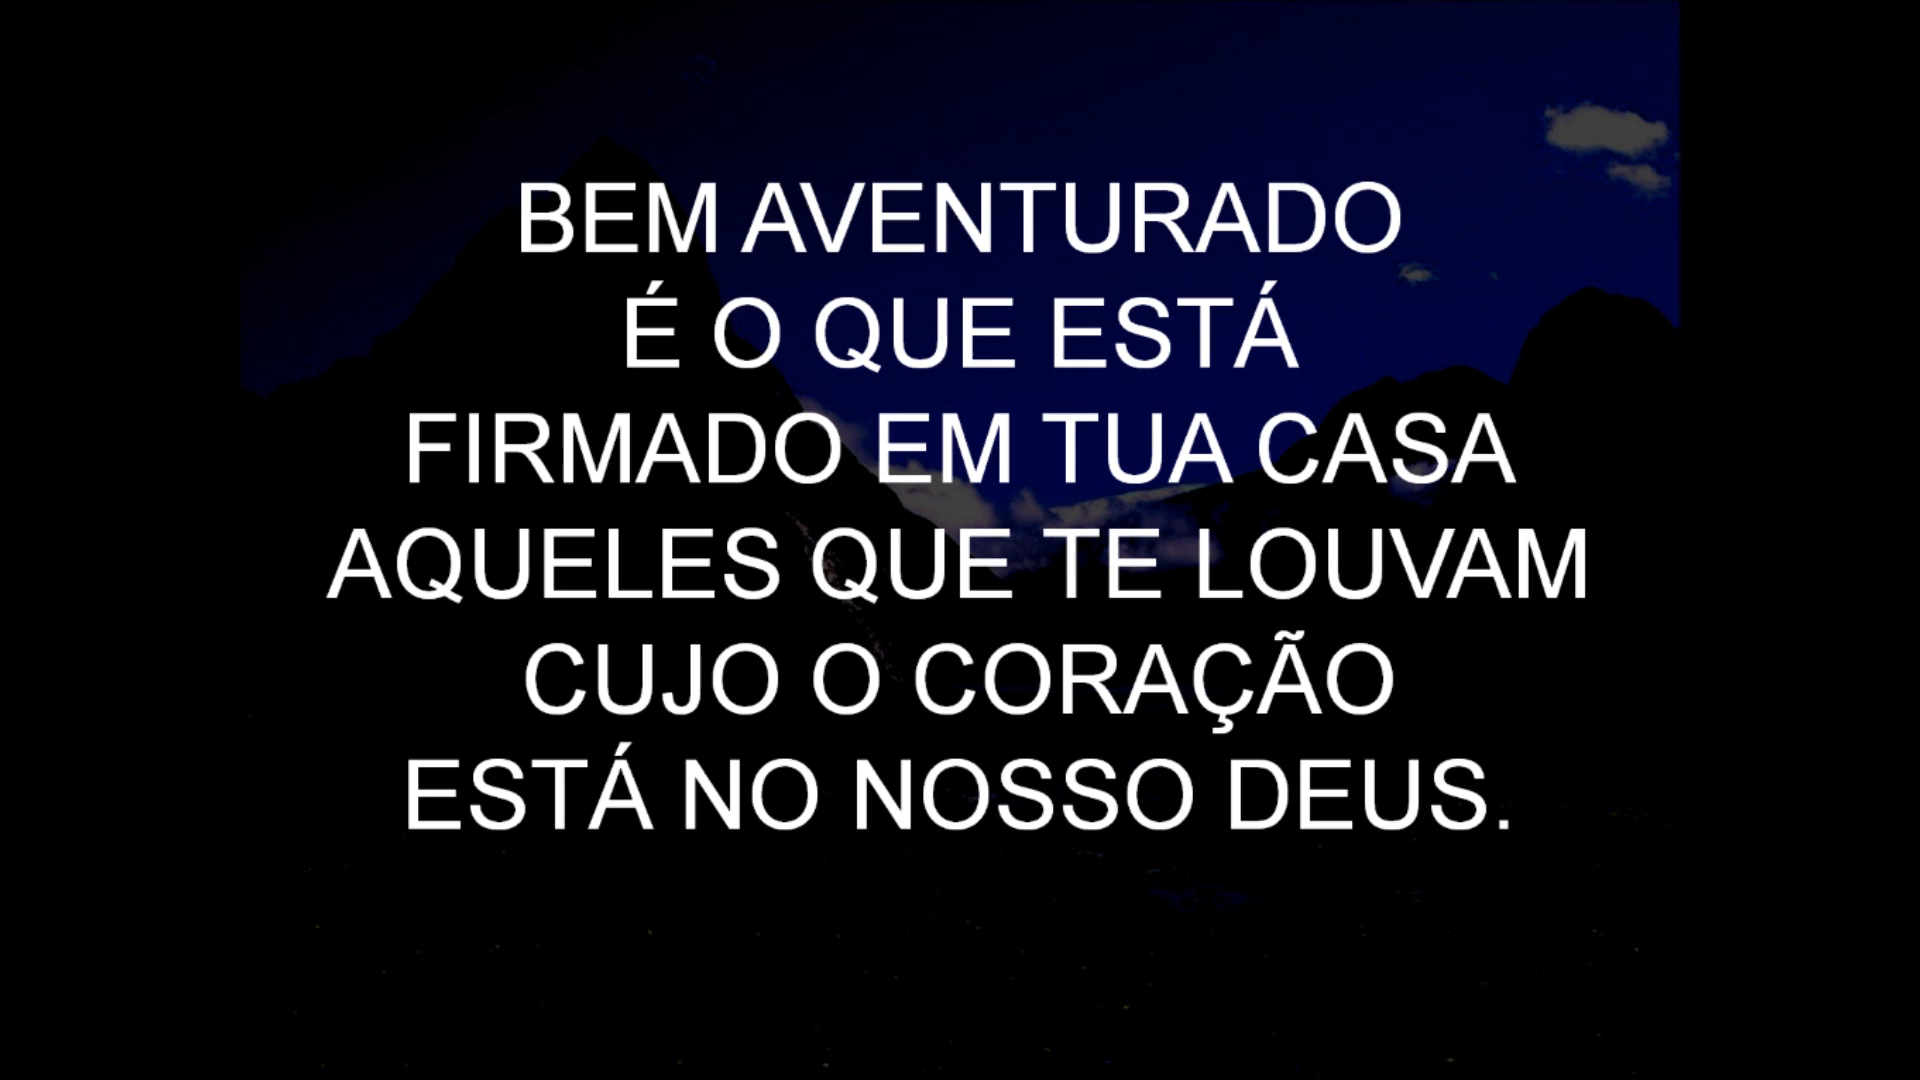 BEM AVENTURADO
É O QUE ESTÁ
FIRMADO EM TUA CASA
AQUELES QUE TE LOUVAM
CUJO O CORAÇÃO
ESTÁ NO NOSSO DEUS.